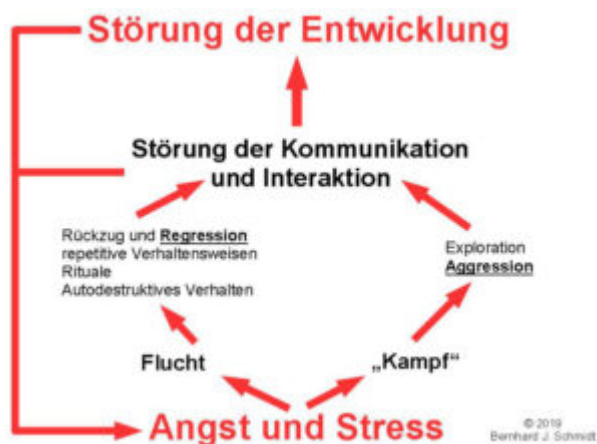 Störung der Entwicklung
Störung der Kommunikation
und Interaktion
Rückzug und Regression
repetitive Verhaltensweisen
Rituale
Autodestruktives Verhalten
Exploration
Aggression
Flucht
„Kampf“
Angst und Stress
© 2019
Bernhard J. Schmidt